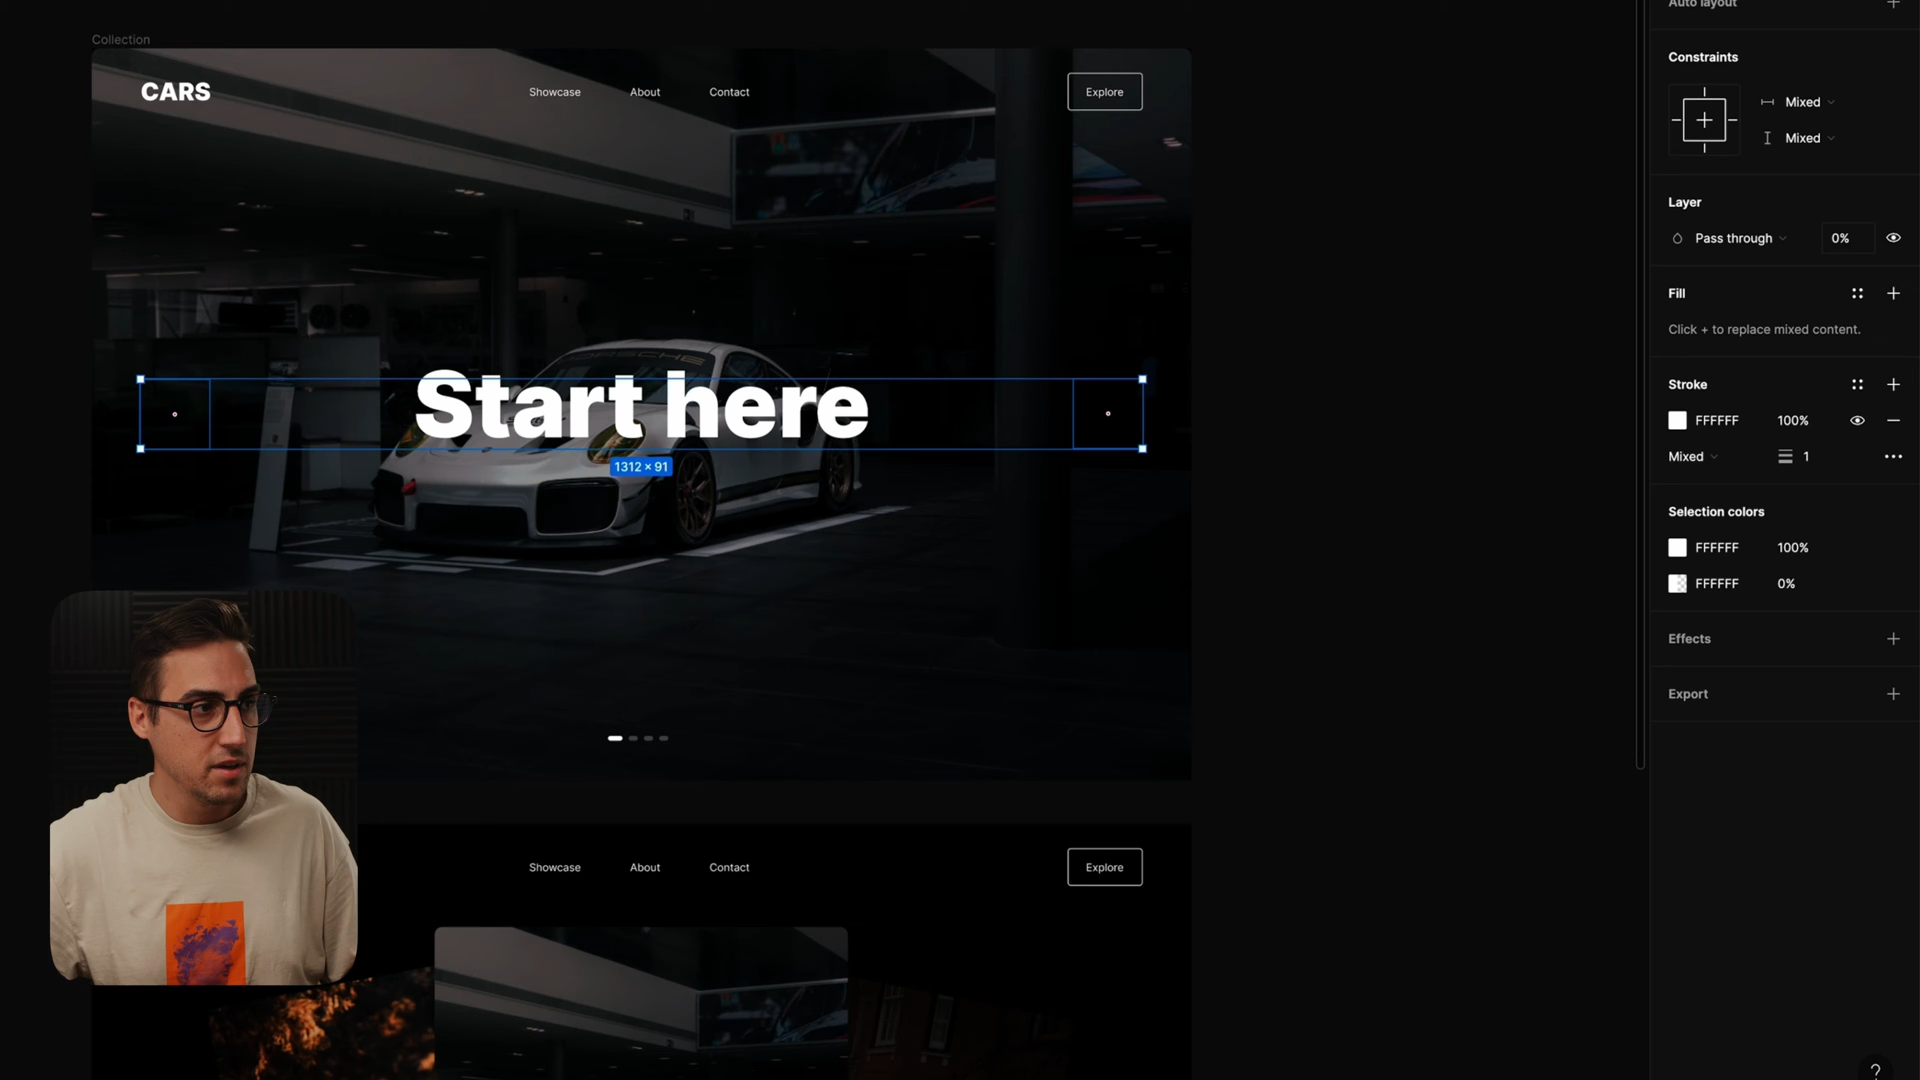 Collection
CARS
Showcase About Contact
Explore
PORSCHE
Start here
1312 × 91
Showcase About Contact
Explore
Auto layout
Constraints
Mixed
Mixed
Layer
Pass through 0%
Fill
Click + to replace mixed content.
Stroke
FFFFFF 100%
Mixed 1
Selection colors
FFFFFF 100%
FFFFFF 0%
Effects
Export
?